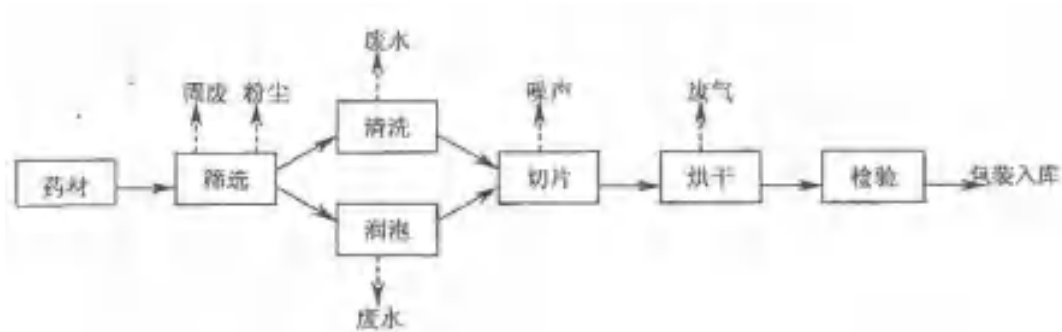 废水
固废 粉尘
噪声
废气
清洗
药材
筛选
切片
烘干
检验
包装入库
润泡
废水